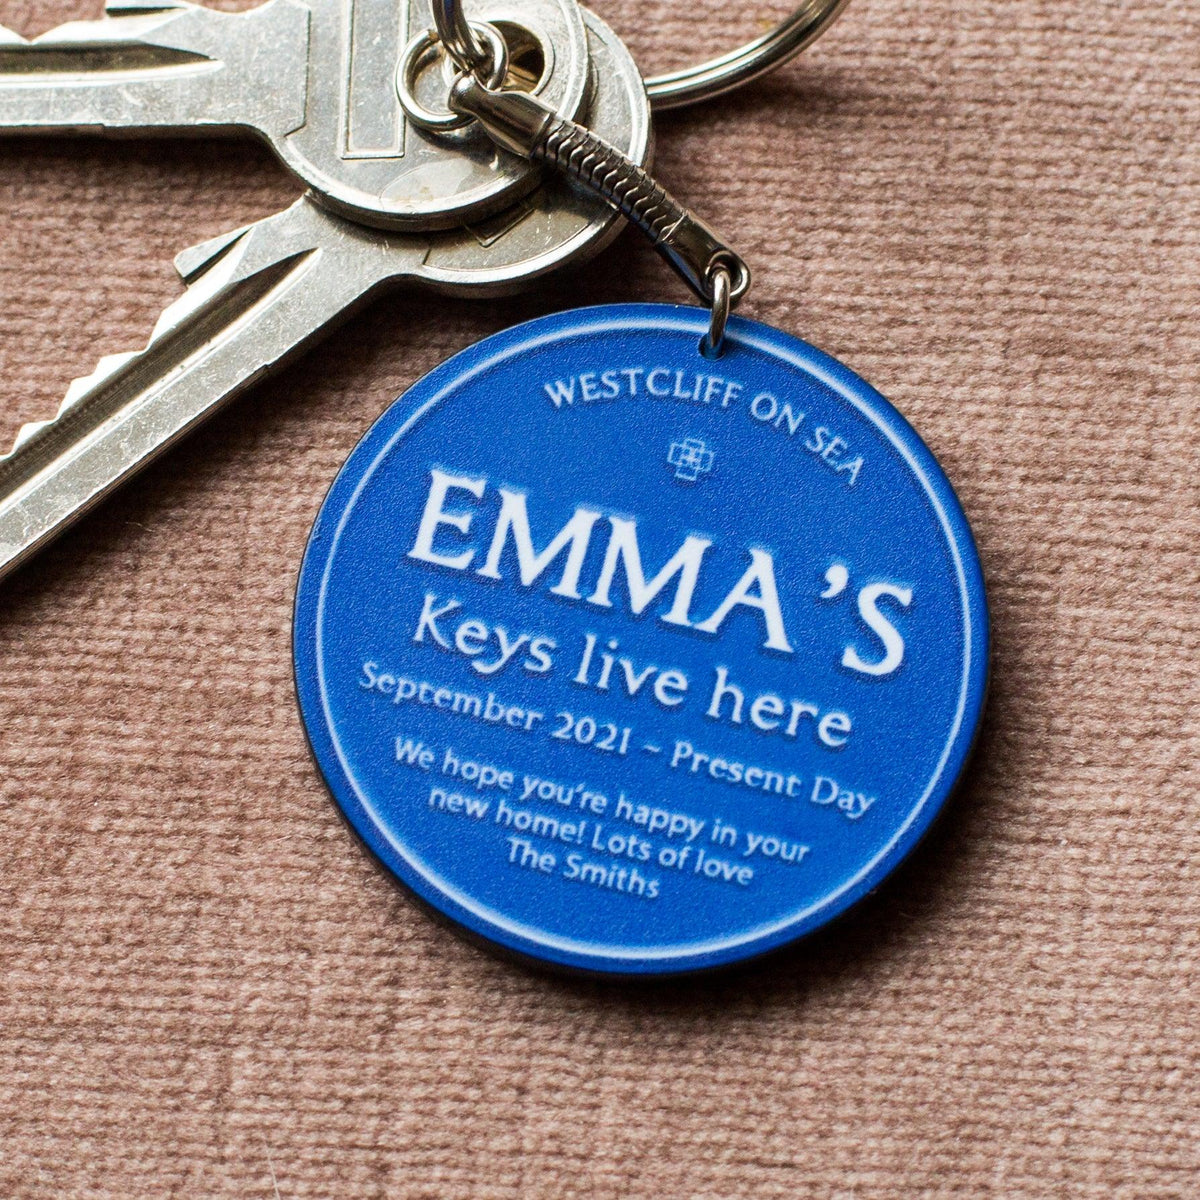 WESTCLIFF ON SEA
EMMA'S
Keys live here
September 2021 ~ Present Day
We hope you're happy in your
new home! Lots of love
The Smiths